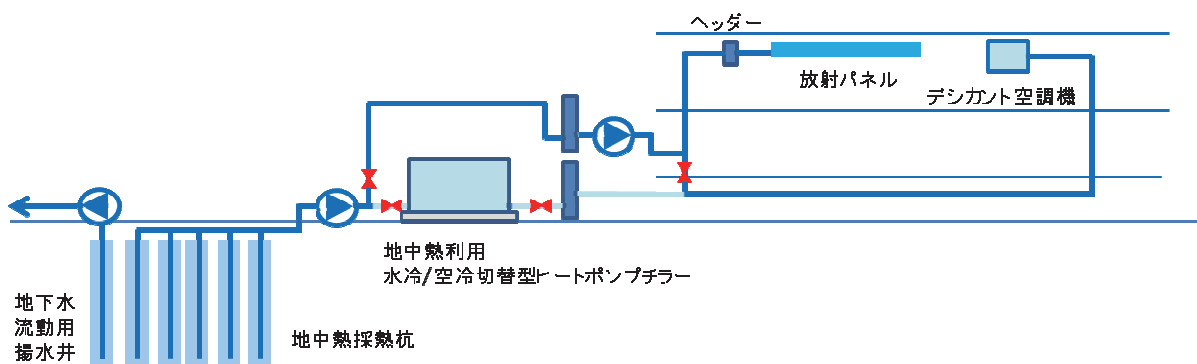 ヘッダー
放射パネル
デシカント空調機
地中熱利用
水冷/空冷切替型ヒートポンプチラー
地下水
流動用
揚水井
地中熱採熱杭